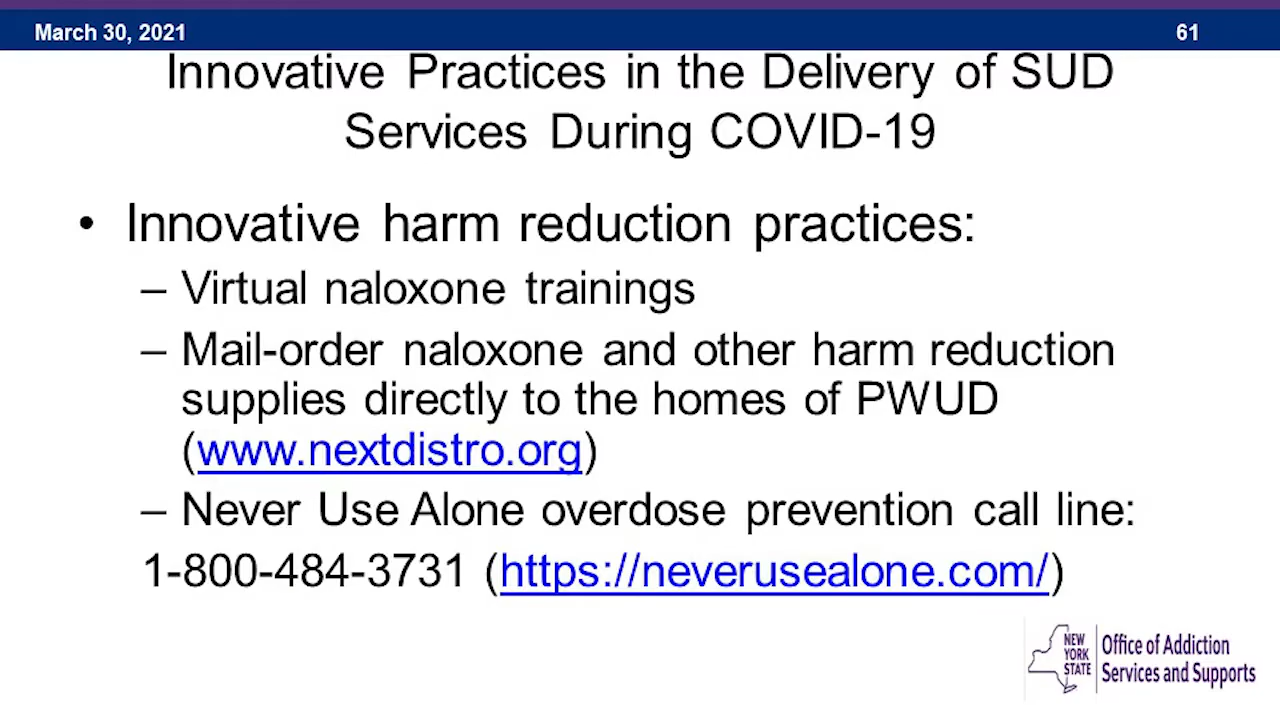 March 30, 2021
61
Innovative Practices in the Delivery of SUD
Services During COVID-19
• Innovative harm reduction practices:
– Virtual naloxone trainings
– Mail-order naloxone and other harm reduction
supplies directly to the homes of PWUD
(www.nextdistro.org)
– Never Use Alone overdose prevention call line:
1-800-484-3731 (https://neverusealone.com/)
NEW
YORK
STATE
Office of Addiction
Services and Supports